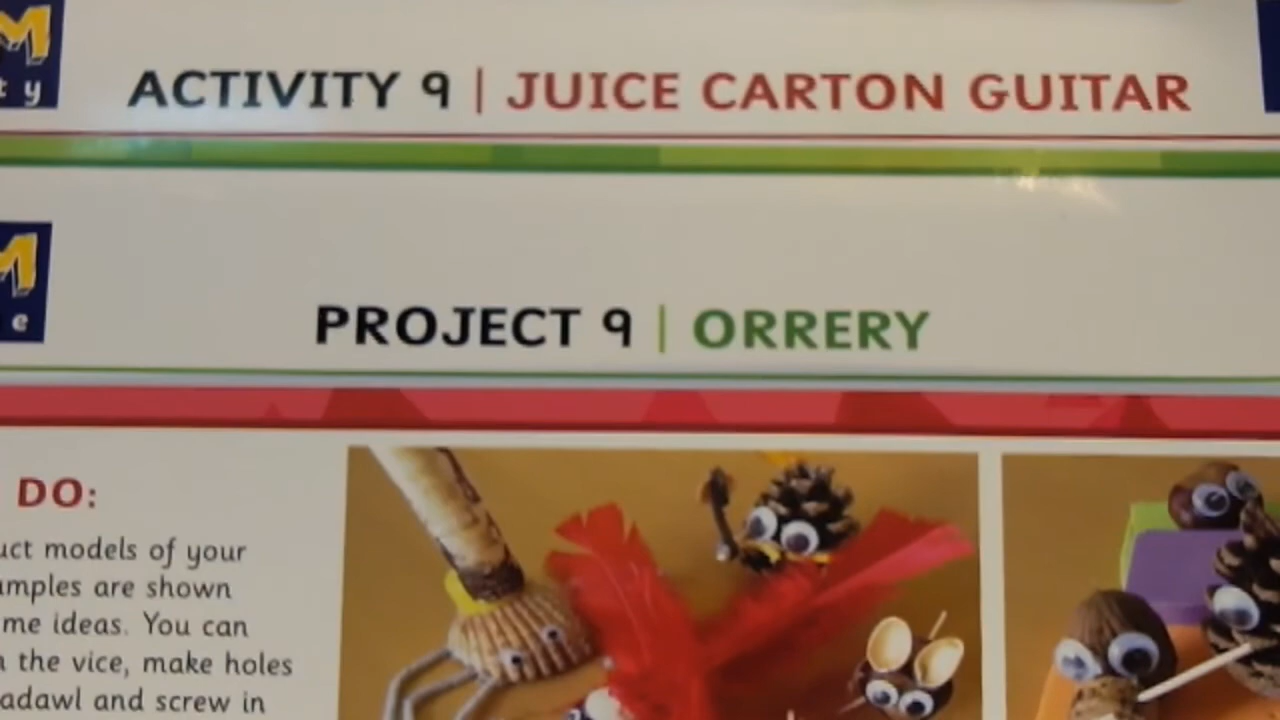 M
ty
ACTIVITY 9 | JUICE CARTON GUITAR
M
e
PROJECT 9 | ORRERY
DO:
uct models of your
amples are shown
me ideas. You can
the vice, make holes
adawl and screw in